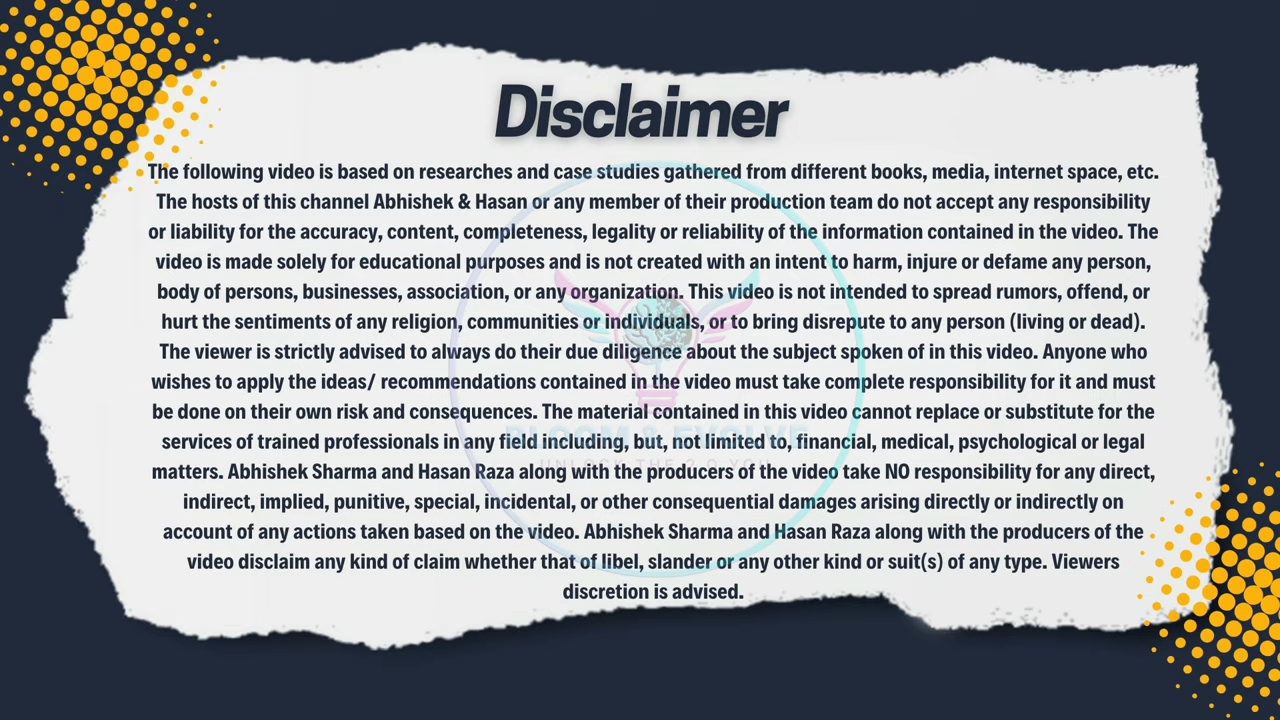 Disclaimer
The following video is based on researches and case studies gathered from different books, media, internet space, etc.
The hosts of this channel Abhishek & Hasan or any member of their production team do not accept any responsibility
or liability for the accuracy, content, completeness, legality or reliability of the information contained in the video. The
video is made solely for educational purposes and is not created with an intent to harm, injure or defame any person,
body of persons, businesses, association, or any organization. This video is not intended to spread rumors, offend, or
hurt the sentiments of any religion, communities or individuals, or to bring disrepute to any person (living or dead).
The viewer is strictly advised to always do their due diligence about the subject spoken of in this video. Anyone who
wishes to apply the ideas/ recommendations contained in the video must take complete responsibility for it and must
be done on their own risk and consequences. The material contained in this video cannot replace or substitute for the
services of trained professionals in any field including, but, not limited to, financial, medical, psychological or legal
matters. Abhishek Sharma and Hasan Raza along with the producers of the video take NO responsibility for any direct,
indirect, implied, punitive, special, incidental, or other consequential damages arising directly or indirectly on
account of any actions taken based on the video. Abhishek Sharma and Hasan Raza along with the producers of the
video disclaim any kind of claim whether that of libel, slander or any other kind or suit(s) of any type. Viewers
discretion is advised.
BLOOM & EVOLVE
UNLOCK THE 2.0 YOU